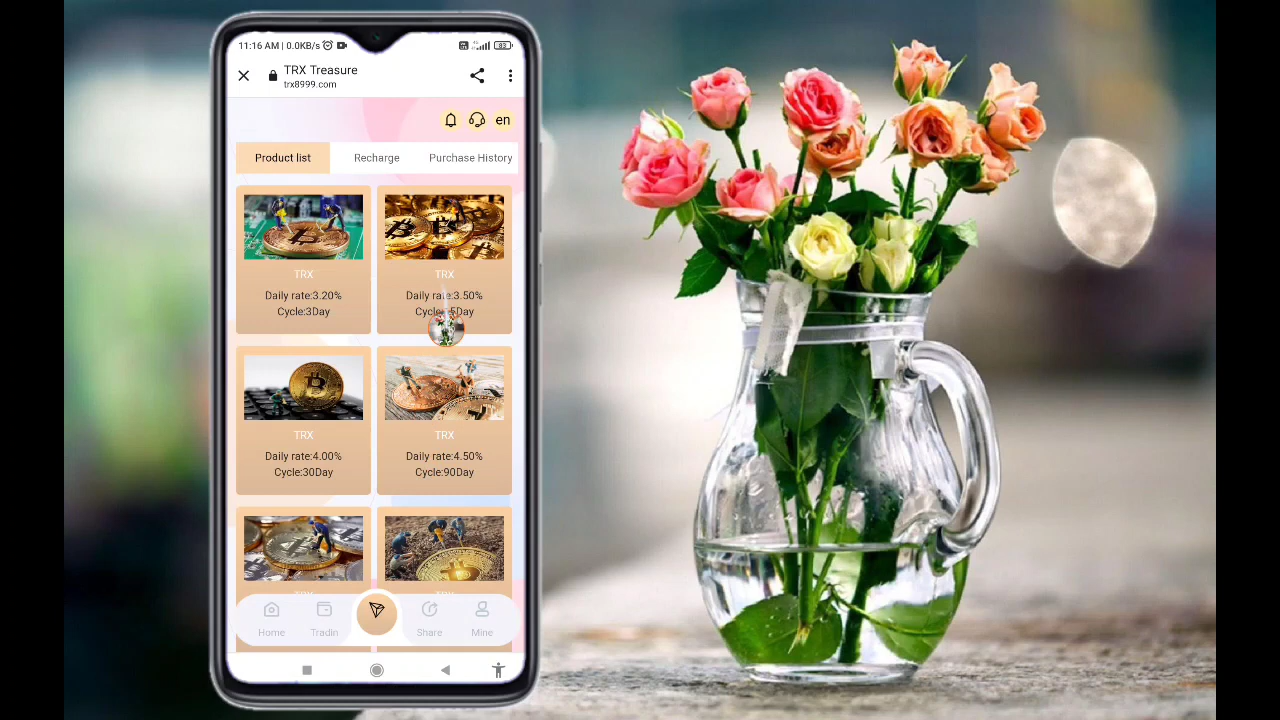 11:16 AM | 0.0KB/s
83
TRX Treasure
trx8999.com
en
Product list
Recharge
Purchase History
TRX
Daily rate:3.20%
Cycle:3Day
TRX
Daily rate:3.50%
TRX
Daily rate:4.00%
Cycle:30Day
TRX
Daily rate:4.50%
Cycle:90Day
Home
Tradin
Share
Mine